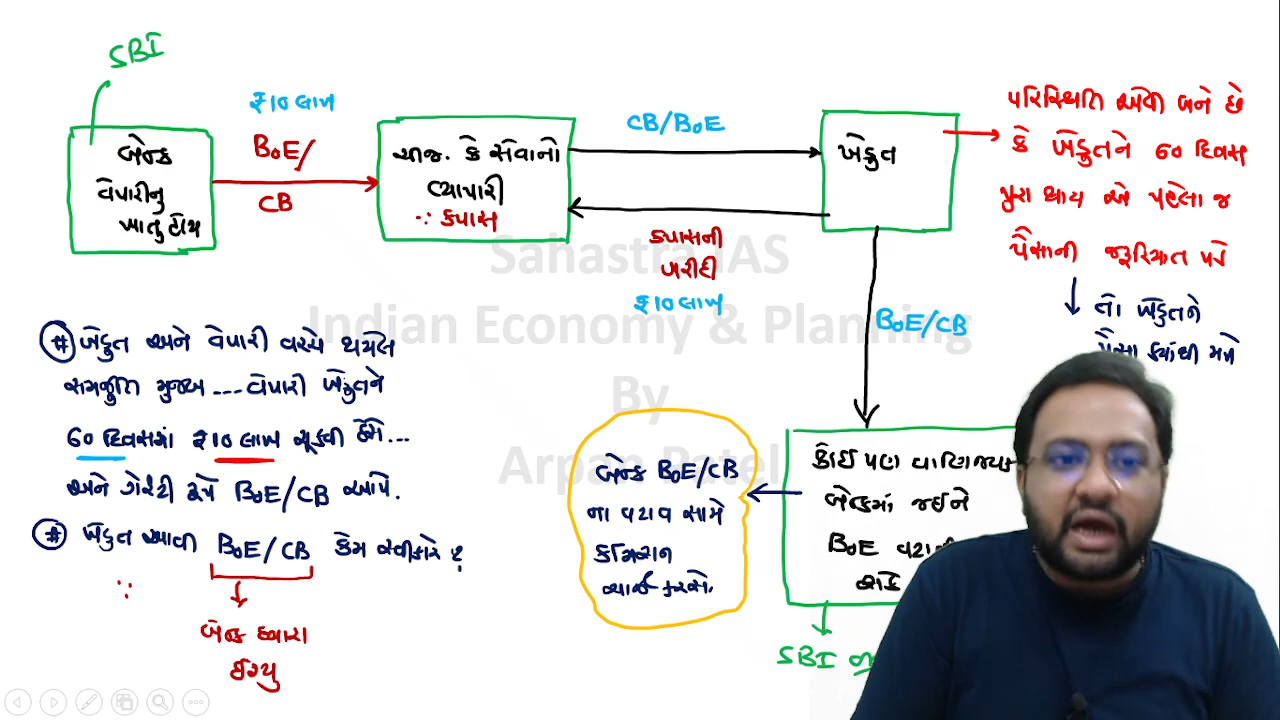 SBI
બેન્ક
વેપારીનુ
ખાતુ હોય
₹10 લાખ
BoE/
CB
ચીજ. કે સેવાનો
વ્યાપારી
∵ કપાસ
CB/BoE
કપાસની
ખરીદી
₹10 લાખ
ખેડુત
પરિસ્થિતિ એવી બને છે
કે ખેડુતને 60 દિવસ
પુરા થાય એ પહેલા જ
પૈસાની જરૂરિયાત પડે
તો ખેડુતને
પૈસા ક્યાંથી મળે
BoE/CB
Sahastra IAS
Indian Economy & Planning
By
Arpan Patel
# ખેડુત અને વેપારી વચ્ચે થયેલ
સમજુતિ મુજબ ... વેપારી ખેડુતને
60 દિવસમાં ₹10 લાખ ચૂકવી દેશે...
અને ગેરંટી રૂપે BoE/CB આપે.
# ખેડુત આવી BoE/CB કેમ સ્વીકારે ?
∵
બેન્ક દ્વારા
ઈશ્યુ
બેન્ક BoE/CB
ના વટાવ સામે
કમિશન
ચાર્જ કરશે.
કોઈ પણ વાણિજ્ય
બેન્કમાં જઈને
BoE
શકે
SBI